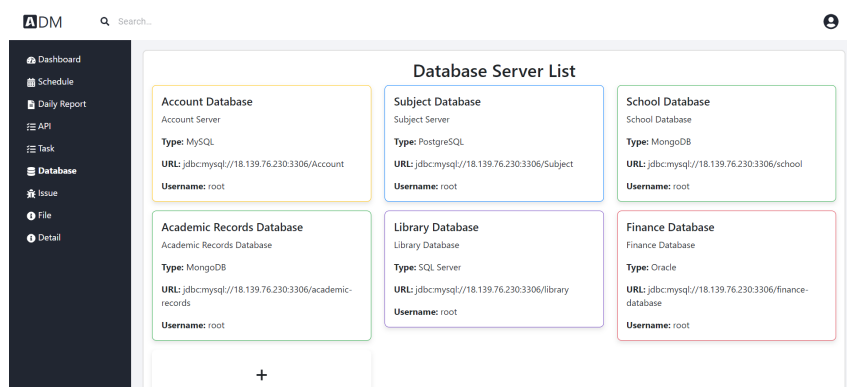 ADM
Search...
Dashboard
Schedule
Daily Report
API
Task
Database
Issue
File
Detail
Database Server List
Account Database
Account Server
Type: MySQL
URL: jdbc:mysql://18.139.76.230:3306/Account
Username: root
Subject Database
Subject Server
Type: PostgreSQL
URL: jdbc:mysql://18.139.76.230:3306/Subject
Username: root
School Database
School Database
Type: MongoDB
URL: jdbc:mysql://18.139.76.230:3306/school
Username: root
Academic Records Database
Academic Records Database
Type: MongoDB
URL: jdbc:mysql://18.139.76.230:3306/academic-
records
Username: root
Library Database
Library Database
Type: SQL Server
URL: jdbc:mysql://18.139.76.230:3306/library
Username: root
Finance Database
Finance Database
Type: Oracle
URL: jdbc:mysql://18.139.76.230:3306/finance-
database
Username: root
+